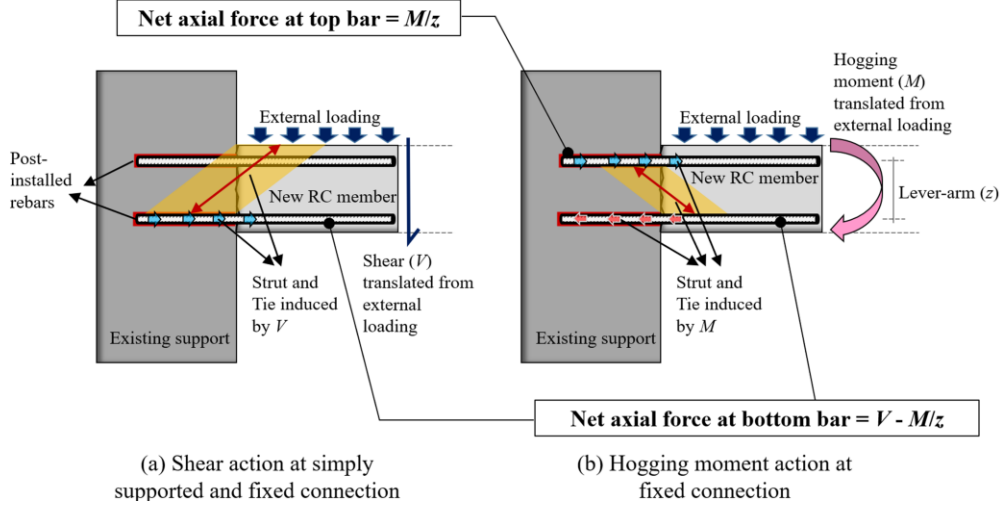 Net axial force at top bar = M/z
External loading
Post-
installed
rebars
New RC member
Strut and
Tie induced
by V
Shear (V)
translated from
external
loading
Existing support
External loading
Hogging
moment (M)
translated from
external loading
New RC member
Lever-arm (z)
Strut and
Tie induced
by M
Existing support
Net axial force at bottom bar = V - M/z
(a) Shear action at simply
supported and fixed connection
(b) Hogging moment action at
fixed connection